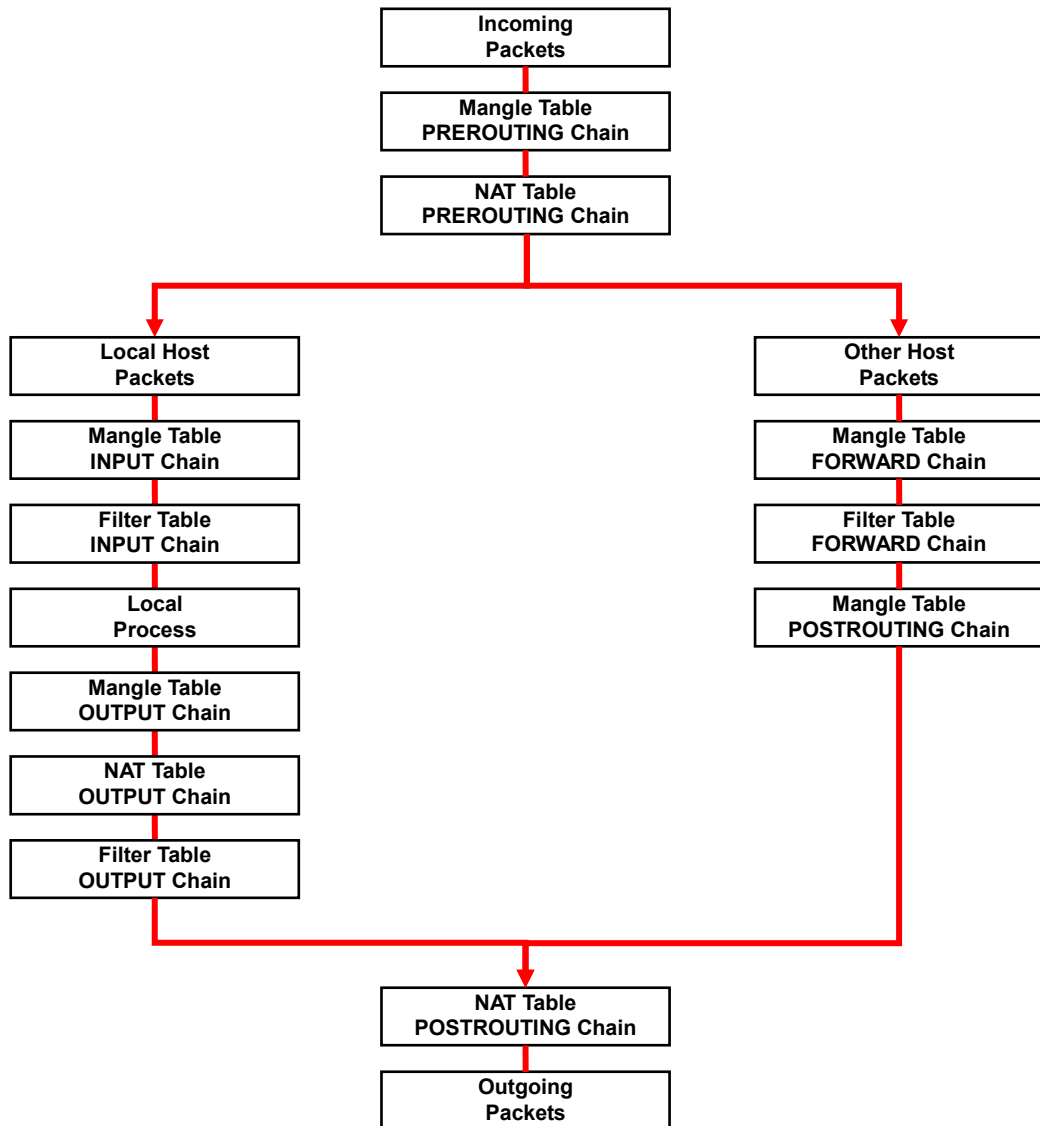 Incoming
Packets
Mangle Table
PREROUTING Chain
NAT Table
PREROUTING Chain
Local Host
Packets
Mangle Table
INPUT Chain
Filter Table
INPUT Chain
Local
Process
Mangle Table
OUTPUT Chain
NAT Table
OUTPUT Chain
Filter Table
OUTPUT Chain
Other Host
Packets
Mangle Table
FORWARD Chain
Filter Table
FORWARD Chain
Mangle Table
POSTROUTING Chain
NAT Table
POSTROUTING Chain
Outgoing
Packets